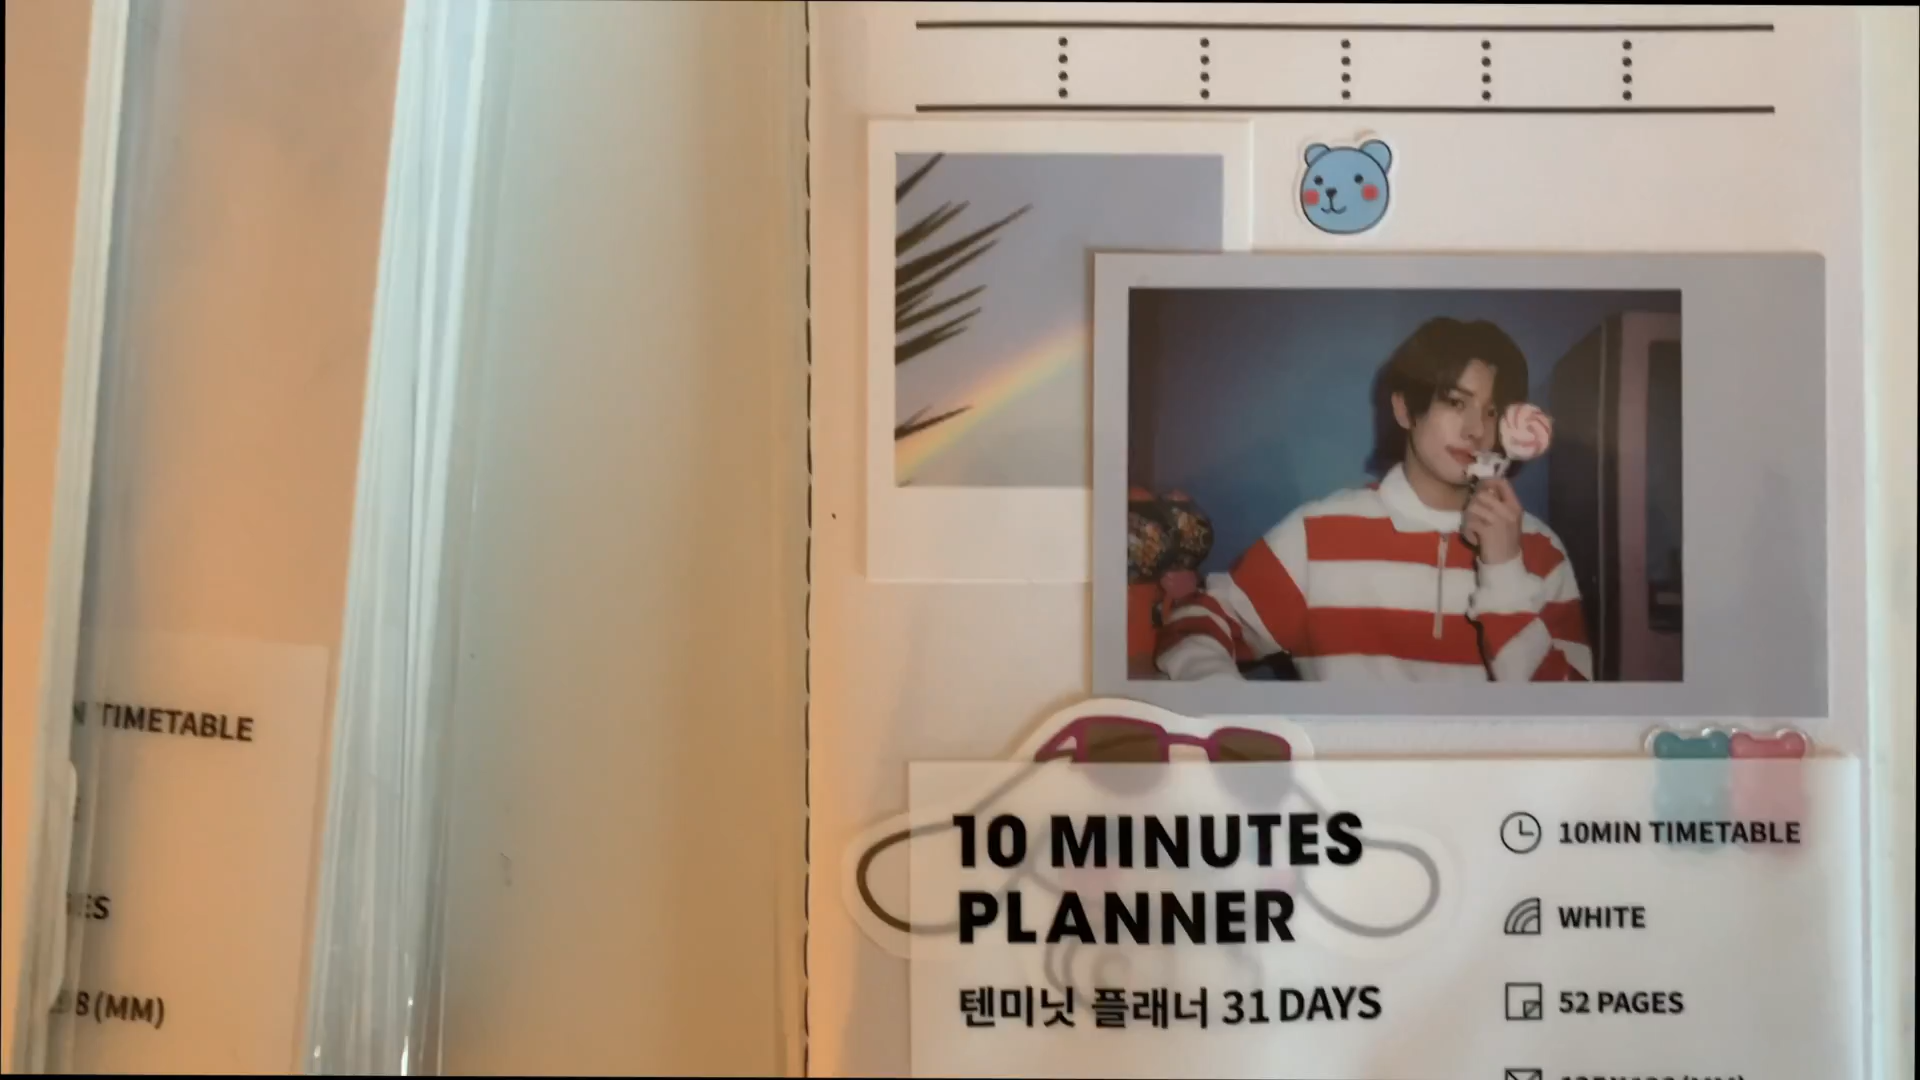 TIMETABLE
(MM)
10 MINUTES
PLANNER
텐미닛 플래너 31 DAYS
10MIN TIMETABLE
WHITE
52 PAGES